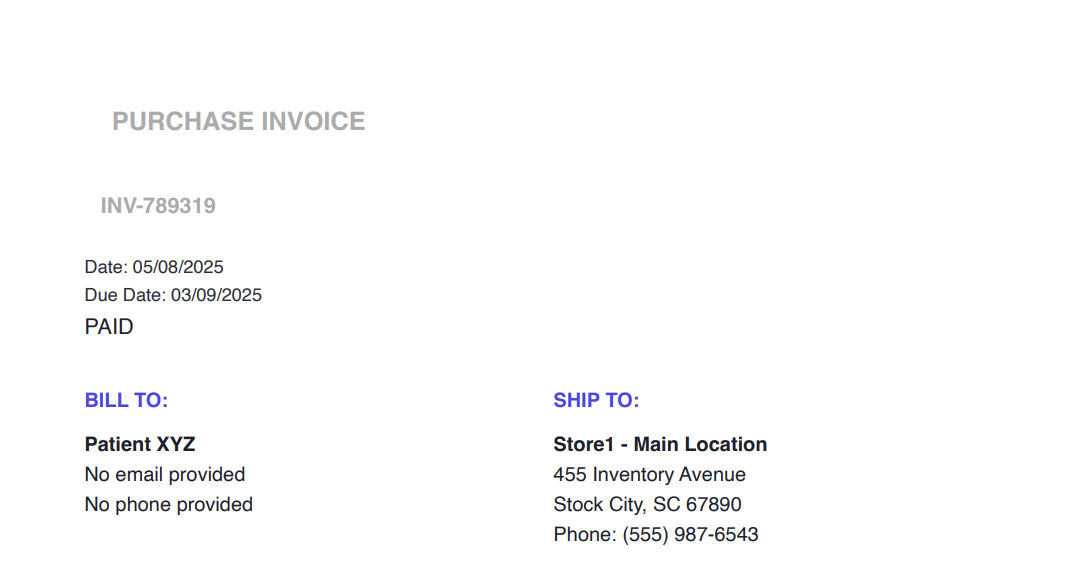 PURCHASE INVOICE
INV-789319
Date: 05/08/2025
Due Date: 03/09/2025
PAID
BILL TO:
Patient XYZ
No email provided
No phone provided
SHIP TO:
Store1 - Main Location
455 Inventory Avenue
Stock City, SC 67890
Phone: (555) 987-6543